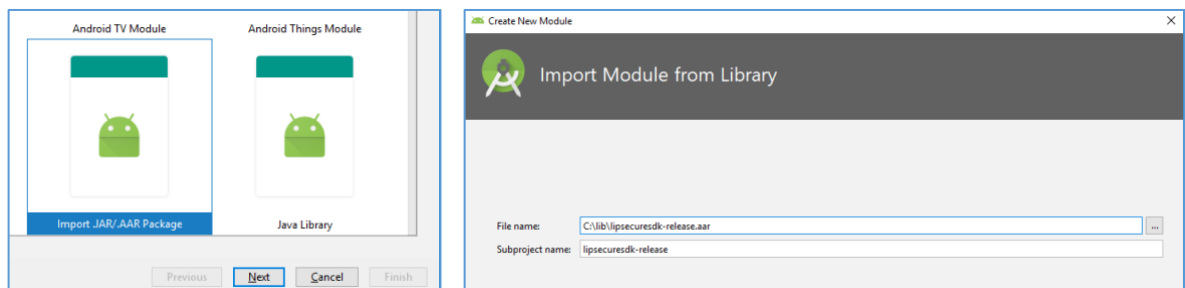 Android TV Module
Android Things Module
Import .JAR/.AAR Package
Java Library
Previous
Next
Cancel
Finish
Create New Module
Import Module from Library
File name:
C:\lib\lipsecuresdk-release.aar
...
Subproject name:
lipsecuresdk-release